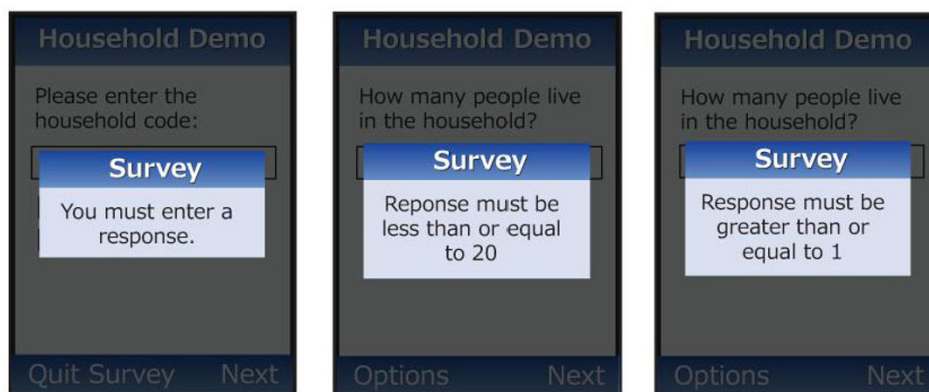 Household Demo
Please enter the
household code:
Survey
You must enter a
response.
Quit Survey Next
Household Demo
How many people live
in the household?
Survey
Reponse must be
less than or equal
to 20
Options Next
Household Demo
How many people live
in the household?
Survey
Response must be
greater than or
equal to 1
Options Next